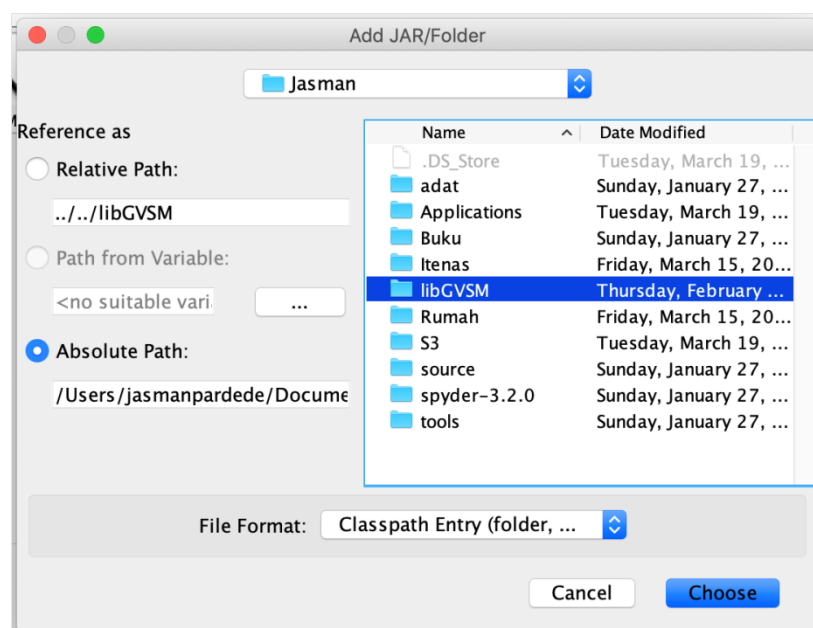 Add JAR/Folder
Jasman
Reference as
Relative Path:
../../libGVSM
Path from Variable:
<no suitable vari
...
Absolute Path:
/Users/jasmanpardede/Docume
Name Date Modified
.DS_Store Tuesday, March 19, ...
adat Sunday, January 27, ...
Applications Tuesday, March 19, ...
Buku Sunday, January 27, ...
Itenas Friday, March 15, 20...
libGVSM Thursday, February ...
Rumah Friday, March 15, 20...
S3 Tuesday, March 19, ...
source Sunday, January 27, ...
spyder-3.2.0 Sunday, January 27, ...
tools Sunday, January 27, ...
File Format: Classpath Entry (folder, ...
Cancel Choose